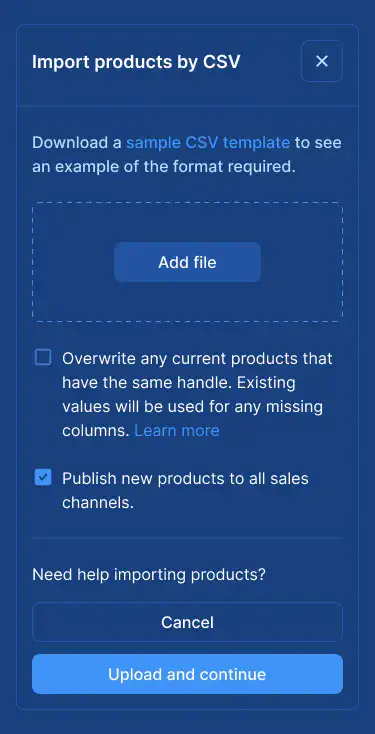 Import products by CSV
Download a sample CSV template to see
an example of the format required.
Add file
Overwrite any current products that
have the same handle. Existing
values will be used for any missing
columns. Learn more
Publish new products to all sales
channels.
Need help importing products?
Cancel
Upload and continue